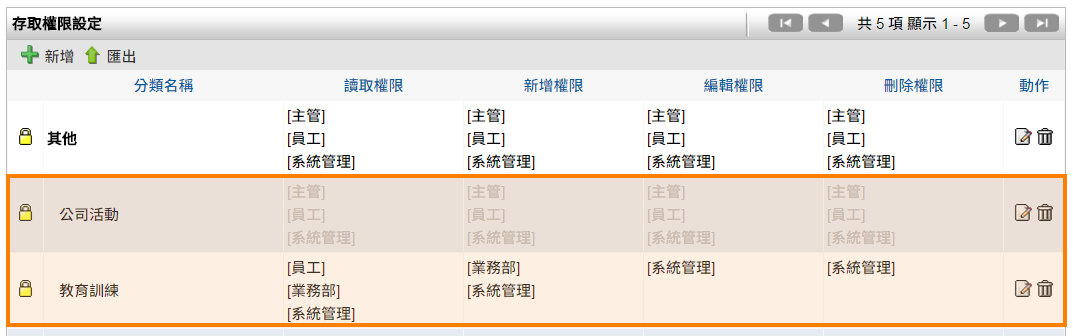 存取權限設定 共 5 項 顯示 1 - 5
新增 匯出
分類名稱 讀取權限 新增權限 編輯權限 刪除權限 動作
[主管] [主管] [主管] [主管]
其他 [員工] [員工] [員工] [員工]
[系統管理] [系統管理] [系統管理] [系統管理]
[主管] [主管] [主管] [主管]
公司活動 [員工] [員工] [員工] [員工]
[系統管理] [系統管理] [系統管理] [系統管理]
[員工] [業務部] [系統管理] [系統管理]
教育訓練 [業務部] [系統管理]
[系統管理]